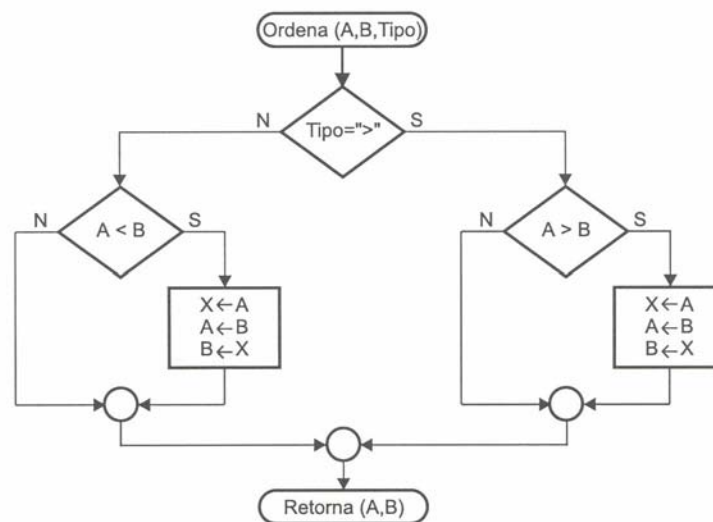 Ordena (A,B,Tipo)
N
Tipo=">"
S
N
A < B
S
N
A > B
S
X←A
A←B
B←X
X←A
A←B
B←X
Retorna (A,B)